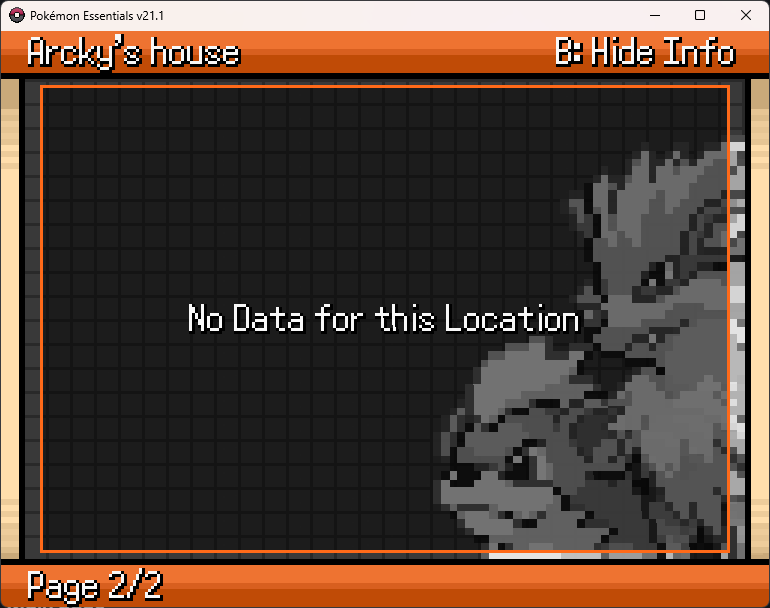 Pokémon Essentials v21.1
Arcky's house
B: Hide Info
No Data for this Location
Page 2/2